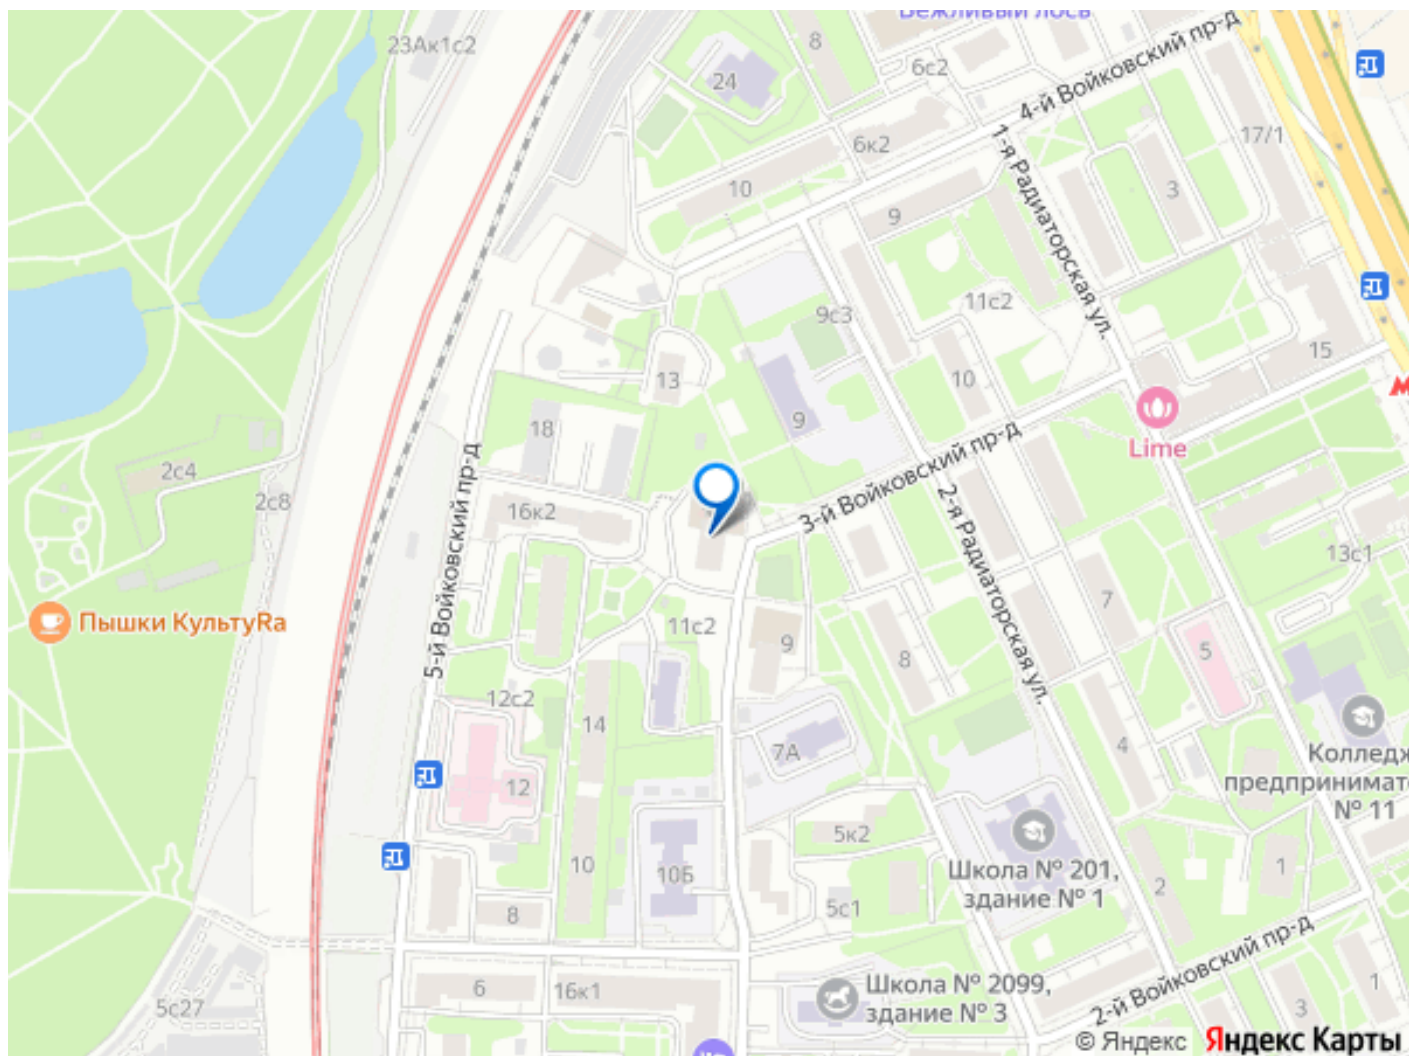 Вежливый лось
23Ак1с2
8
6с2
4-й Войковский пр-д
24
6к2
17/1
1-я Радиаторская ул.
10
3
9
9с3
11с2
15
13
10
18
9
Lime
2с4
5-й Войковский пр-д
3-й Войковский пр-д
2с8
16к2
2-я Радиаторская ул.
13с1
7
Пышки КультуRa
11с2
9
8
5
12с2
14
7А
4
Колледж
предпринимат
№ 11
12
5к2
10
10Б
Школа № 201,
здание № 1
2
1
8
5с1
2-й Войковский пр-д
6
16к1
Школа № 2099,
здание № 3
1
3
5с27
© Яндекс Яндекс Карты